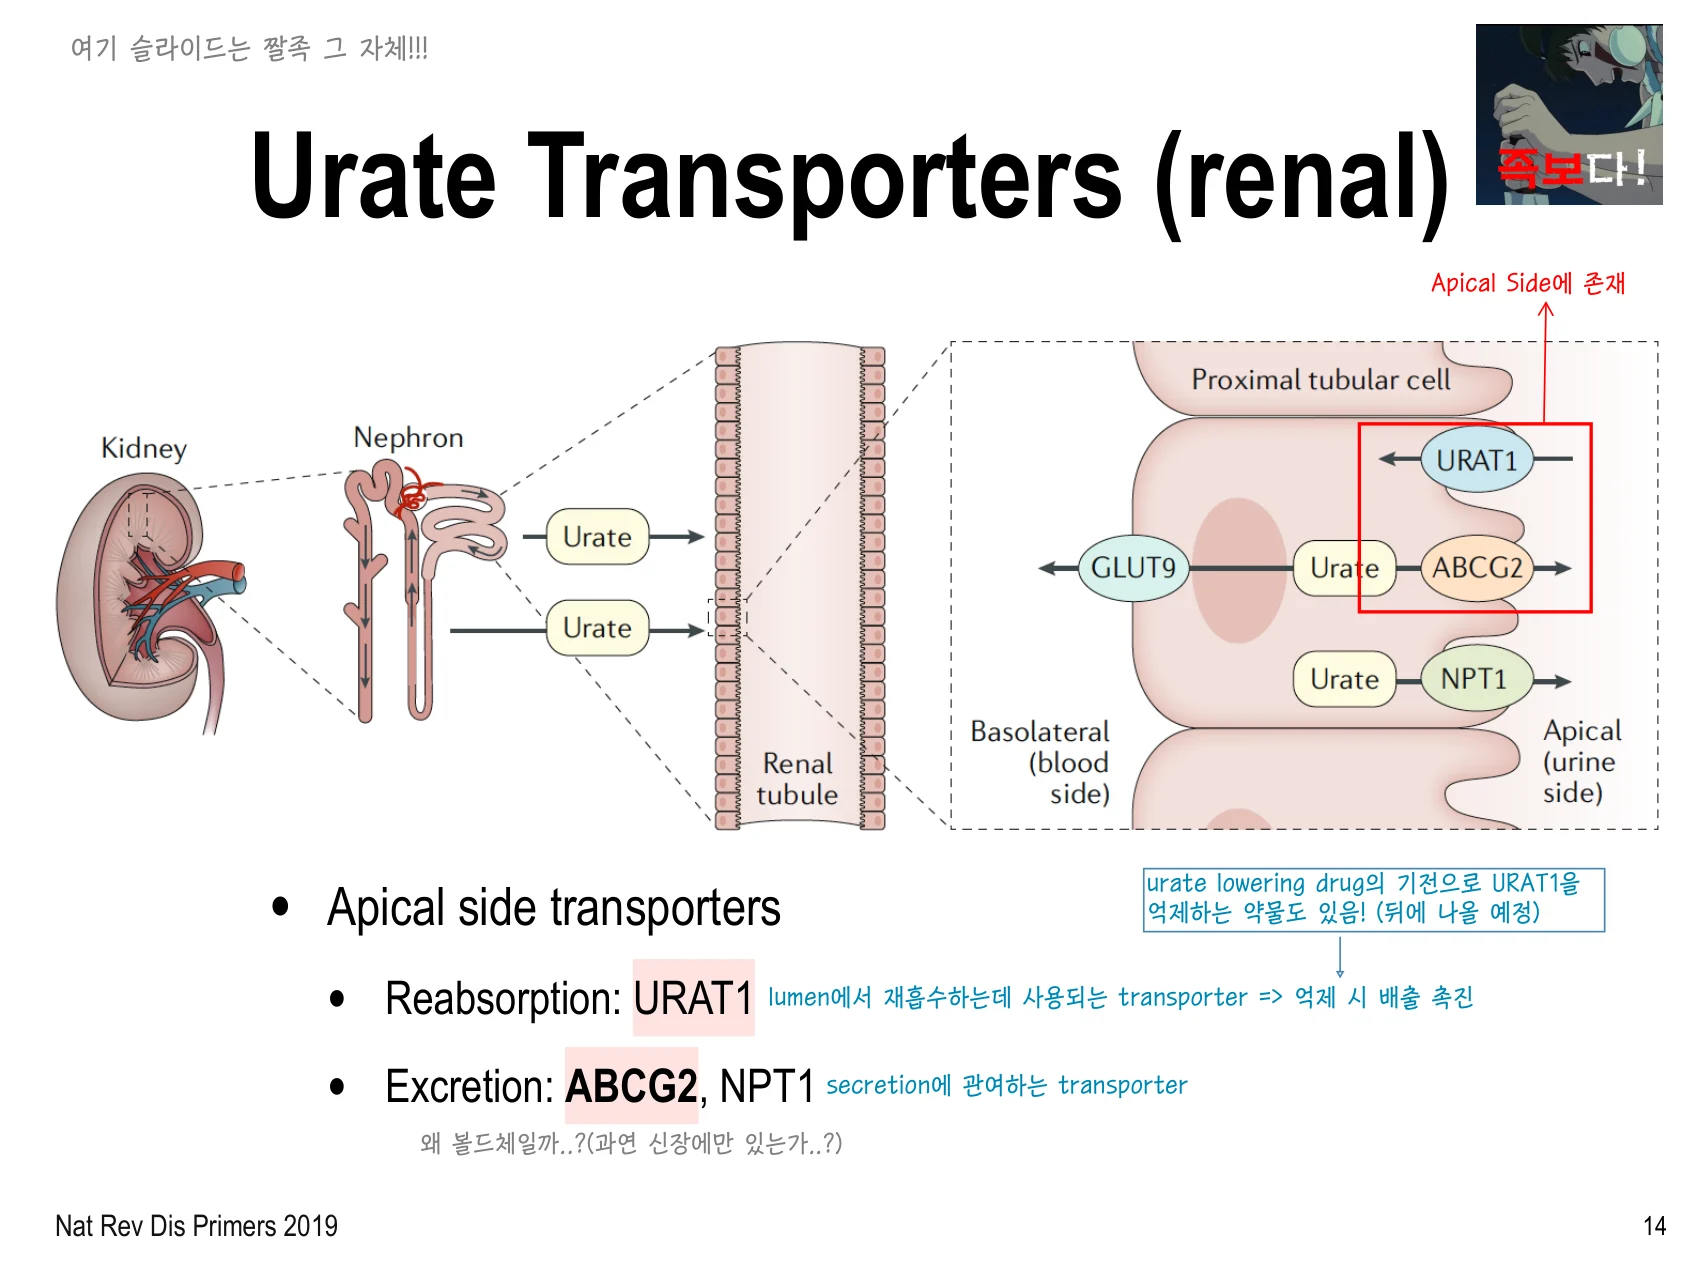 여기 슬라이드는 짤족 그 자체!!!
족보다!
Urate Transporters (renal)
Apical Side에 존재
Kidney
Nephron
Urate
Urate
Renal
tubule
Proximal tubular cell
URAT1
GLUT9
Urate
ABCG2
Urate
NPT1
Basolateral
(blood
side)
Apical
(urine
side)
• Apical side transporters
urate lowering drug의 기전으로 URAT1을
억제하는 약물도 있음! (뒤에 나올 예정)
• Reabsorption: URAT1 lumen에서 재흡수하는데 사용되는 transporter => 억제 시 배출 촉진
• Excretion: ABCG2, NPT1 secretion에 관여하는 transporter
왜 볼드체일까..?(과연 신장에만 있는가..?)
Nat Rev Dis Primers 2019
14